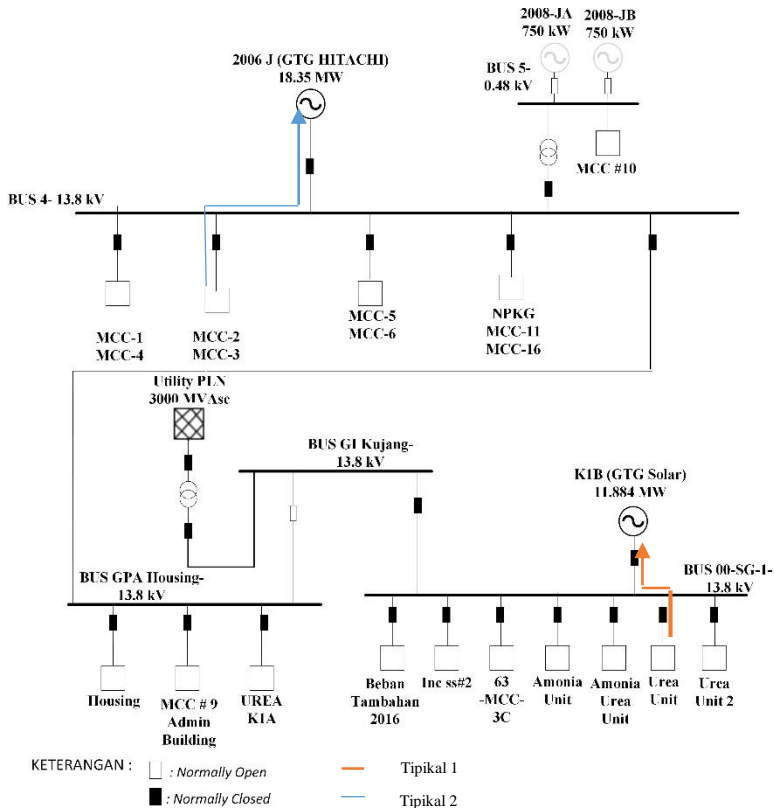 2008-JA
750 kW
2008-JB
750 kW
2006 J (GTG HITACHI)
18.35 MW
BUS 5-
0.48 kV
MCC #10
BUS 4- 13.8 kV
MCC-1
MCC-4
MCC-2
MCC-3
MCC-5
MCC-6
NPKG
MCC-11
MCC-16
Utility PLN
3000 MVAsc
BUS GI Kujang-
13.8 kV
K1B (GTG Solar)
11.884 MW
BUS GPA Housing-
13.8 kV
BUS 00-SG-1-
13.8 kV
Housing
MCC # 9
Admin
Building
UREA
K1A
Beban
Tambahan
2016
Inc ss#2
63
-MCC-
3C
Amonia
Unit
Amonia
Urea
Unit
Urea
Unit
Urea
Unit 2
KETERANGAN :
: Normally Open
: Normally Closed
Tipikal 1
Tipikal 2